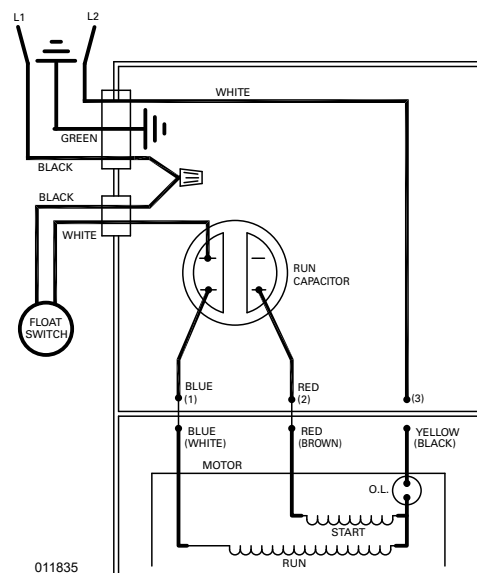 L1 L2
WHITE
GREEN
BLACK
BLACK
WHITE
RUN
CAPACITOR
FLOAT
SWITCH
BLUE
(1)
RED
(2)
(3)
BLUE
(WHITE)
RED
(BROWN)
YELLOW
(BLACK)
MOTOR
O.L.
START
RUN
011835